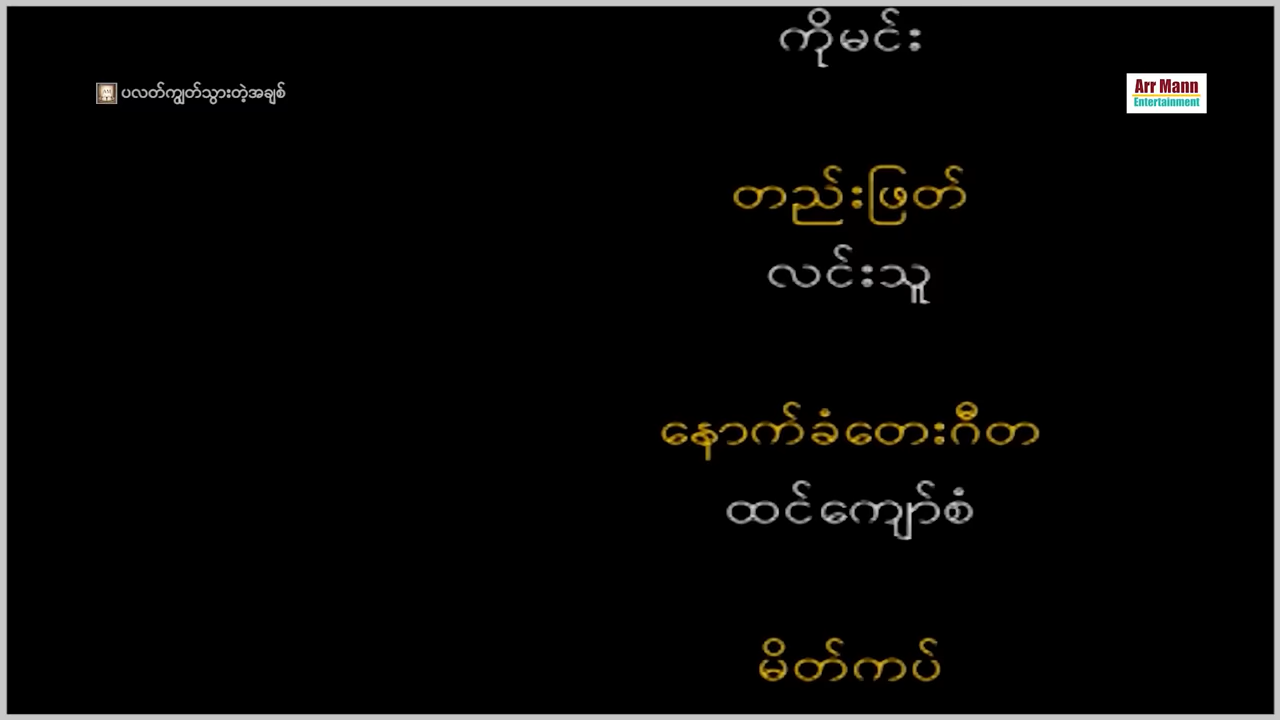 ကိုမင်း
ပလတ်ကျွတ်သွားတဲ့အချစ်
Arr Mann
Entertainment
တည်းဖြတ်
လင်းသူ
နောက်ခံတေးဂီတ
ထင်ကျော်စံ
မိတ်ကပ်